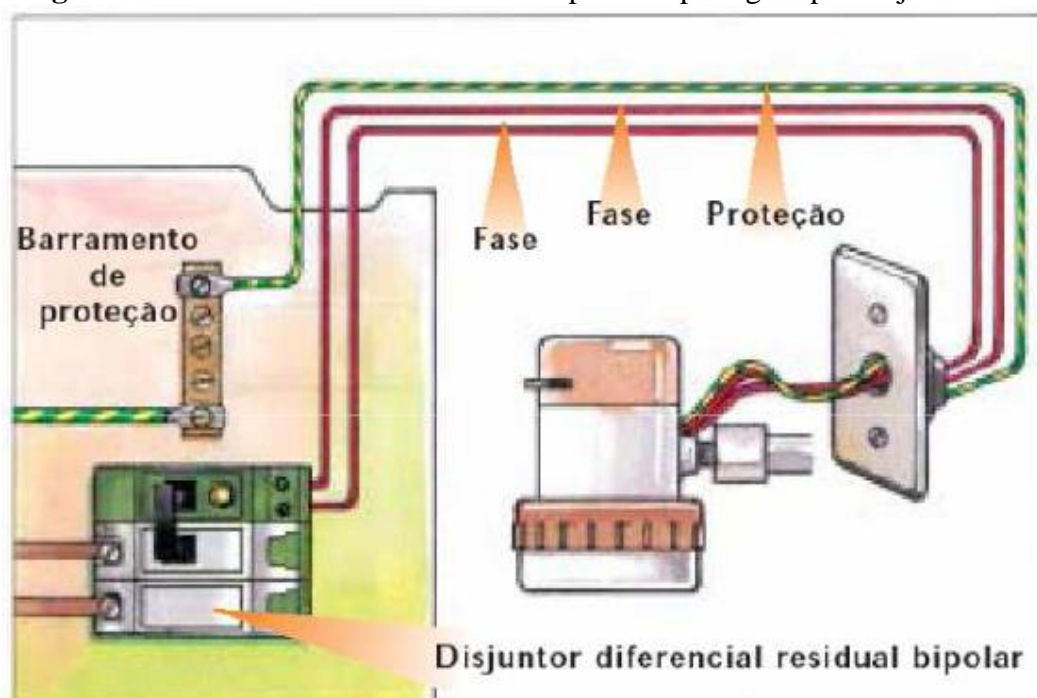 Barramento
de
proteção
Fase
Fase
Proteção
Disjuntor diferencial residual bipolar